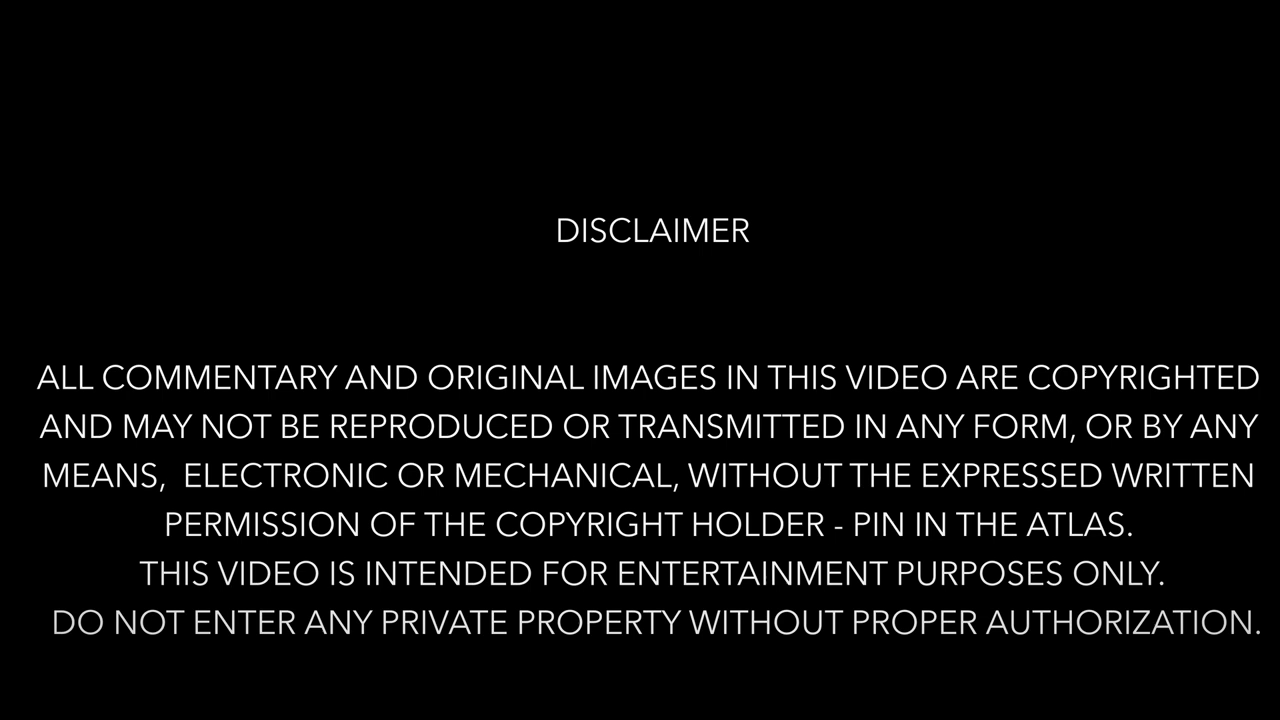 DISCLAIMER
ALL COMMENTARY AND ORIGINAL IMAGES IN THIS VIDEO ARE COPYRIGHTED
AND MAY NOT BE REPRODUCED OR TRANSMITTED IN ANY FORM, OR BY ANY
MEANS,  ELECTRONIC OR MECHANICAL, WITHOUT THE EXPRESSED WRITTEN
PERMISSION OF THE COPYRIGHT HOLDER - PIN IN THE ATLAS.
THIS VIDEO IS INTENDED FOR ENTERTAINMENT PURPOSES ONLY.
DO NOT ENTER ANY PRIVATE PROPERTY WITHOUT PROPER AUTHORIZATION.